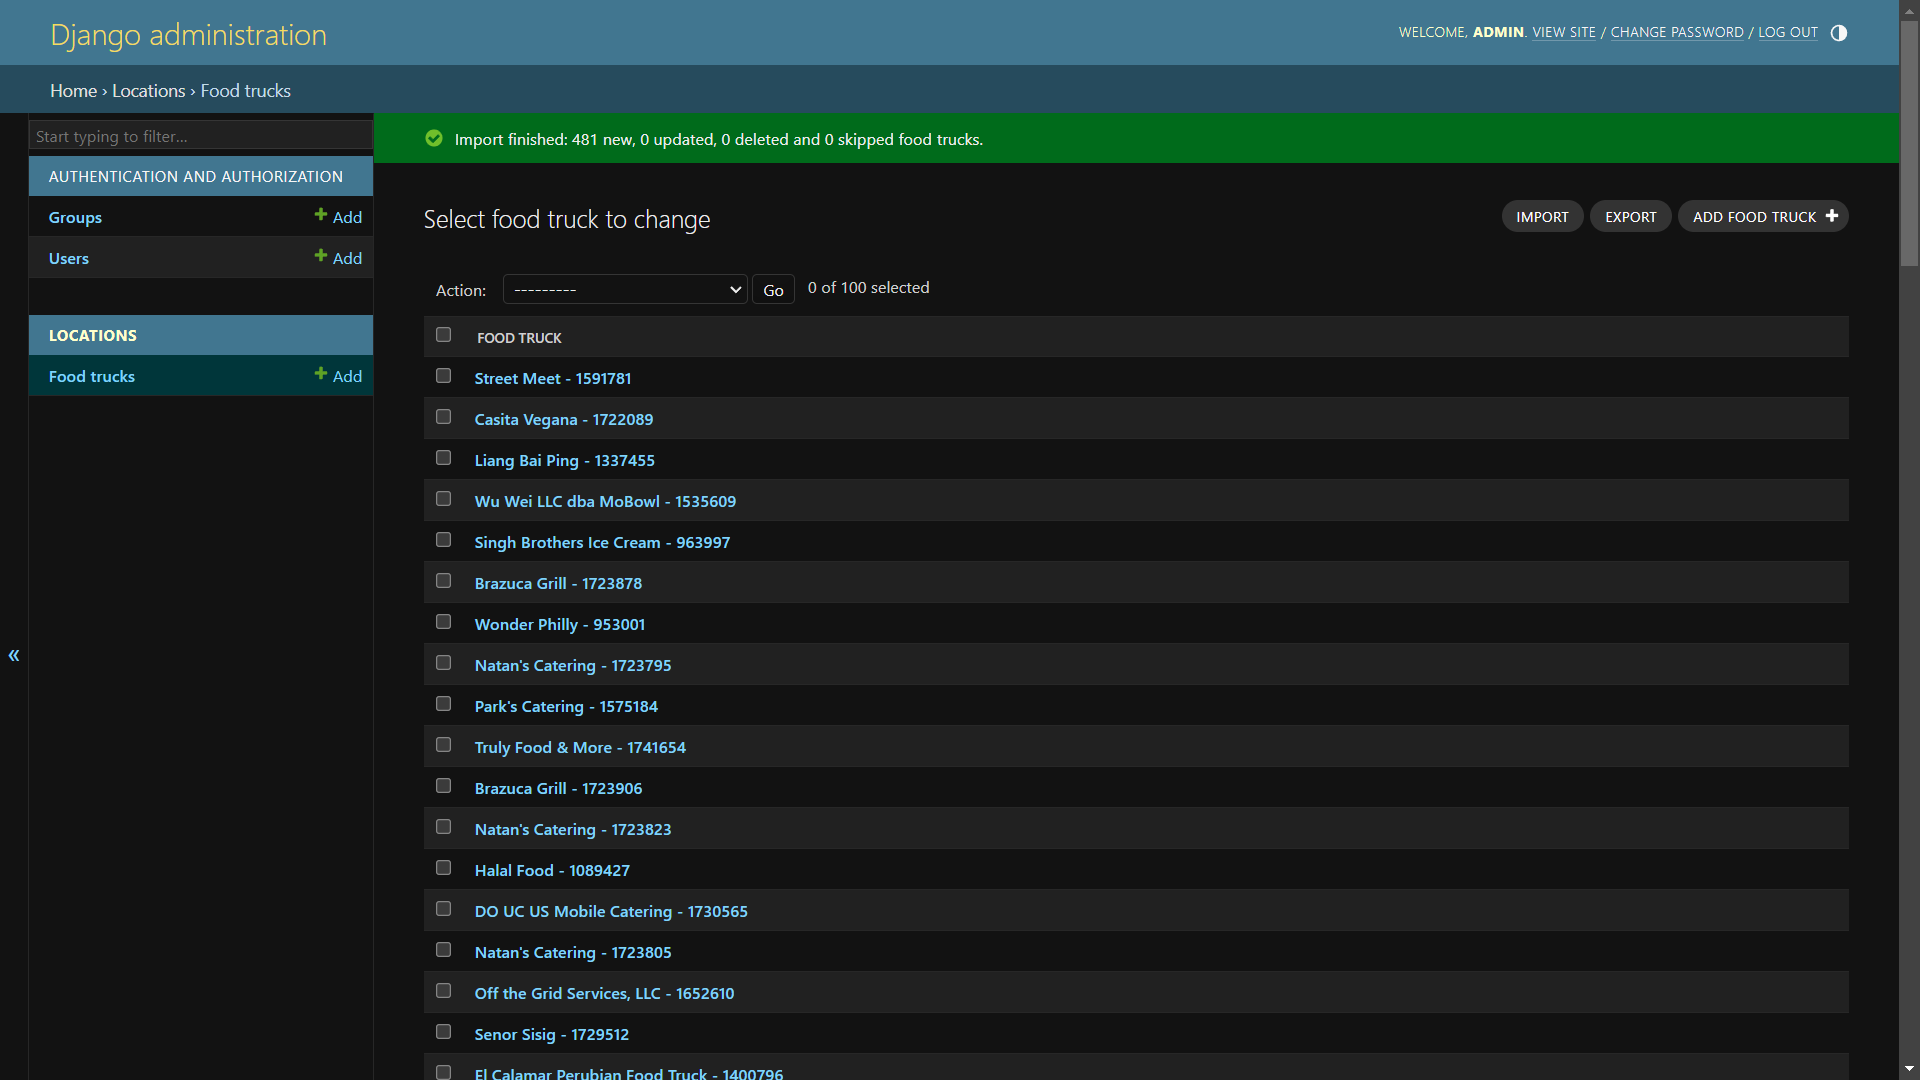 Django administration
WELCOME, ADMIN. VIEW SITE / CHANGE PASSWORD / LOG OUT
Home › Locations › Food trucks
Start typing to filter...
AUTHENTICATION AND AUTHORIZATION
Groups
Add
Users
Add
LOCATIONS
Food trucks
Add
«
Import finished: 481 new, 0 updated, 0 deleted and 0 skipped food trucks.
Select food truck to change
IMPORT
EXPORT
ADD FOOD TRUCK
Action: --------- Go 0 of 100 selected
FOOD TRUCK
Street Meet - 1591781
Casita Vegana - 1722089
Liang Bai Ping - 1337455
Wu Wei LLC dba MoBowl - 1535609
Singh Brothers Ice Cream - 963997
Brazuca Grill - 1723878
Wonder Philly - 953001
Natan's Catering - 1723795
Park's Catering - 1575184
Truly Food & More - 1741654
Brazuca Grill - 1723906
Natan's Catering - 1723823
Halal Food - 1089427
DO UC US Mobile Catering - 1730565
Natan's Catering - 1723805
Off the Grid Services, LLC - 1652610
Senor Sisig - 1729512
El Calamar Perubian Food Truck - 1400796